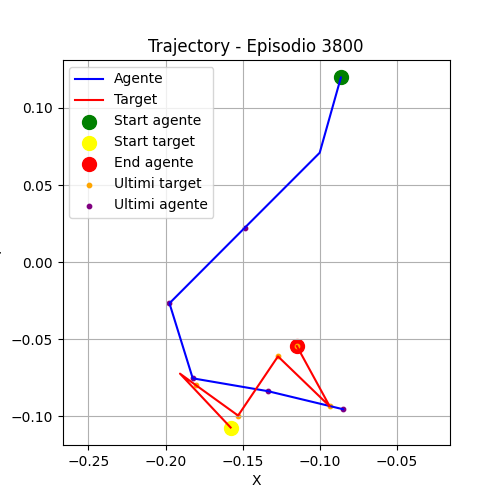 Trajectory - Episodio 3800
Agente
Target
Start agente
Start target
End agente
Ultimi target
Ultimi agente
0.10
0.05
0.00
−0.05
−0.10
−0.25
−0.20
−0.15
−0.10
−0.05
X